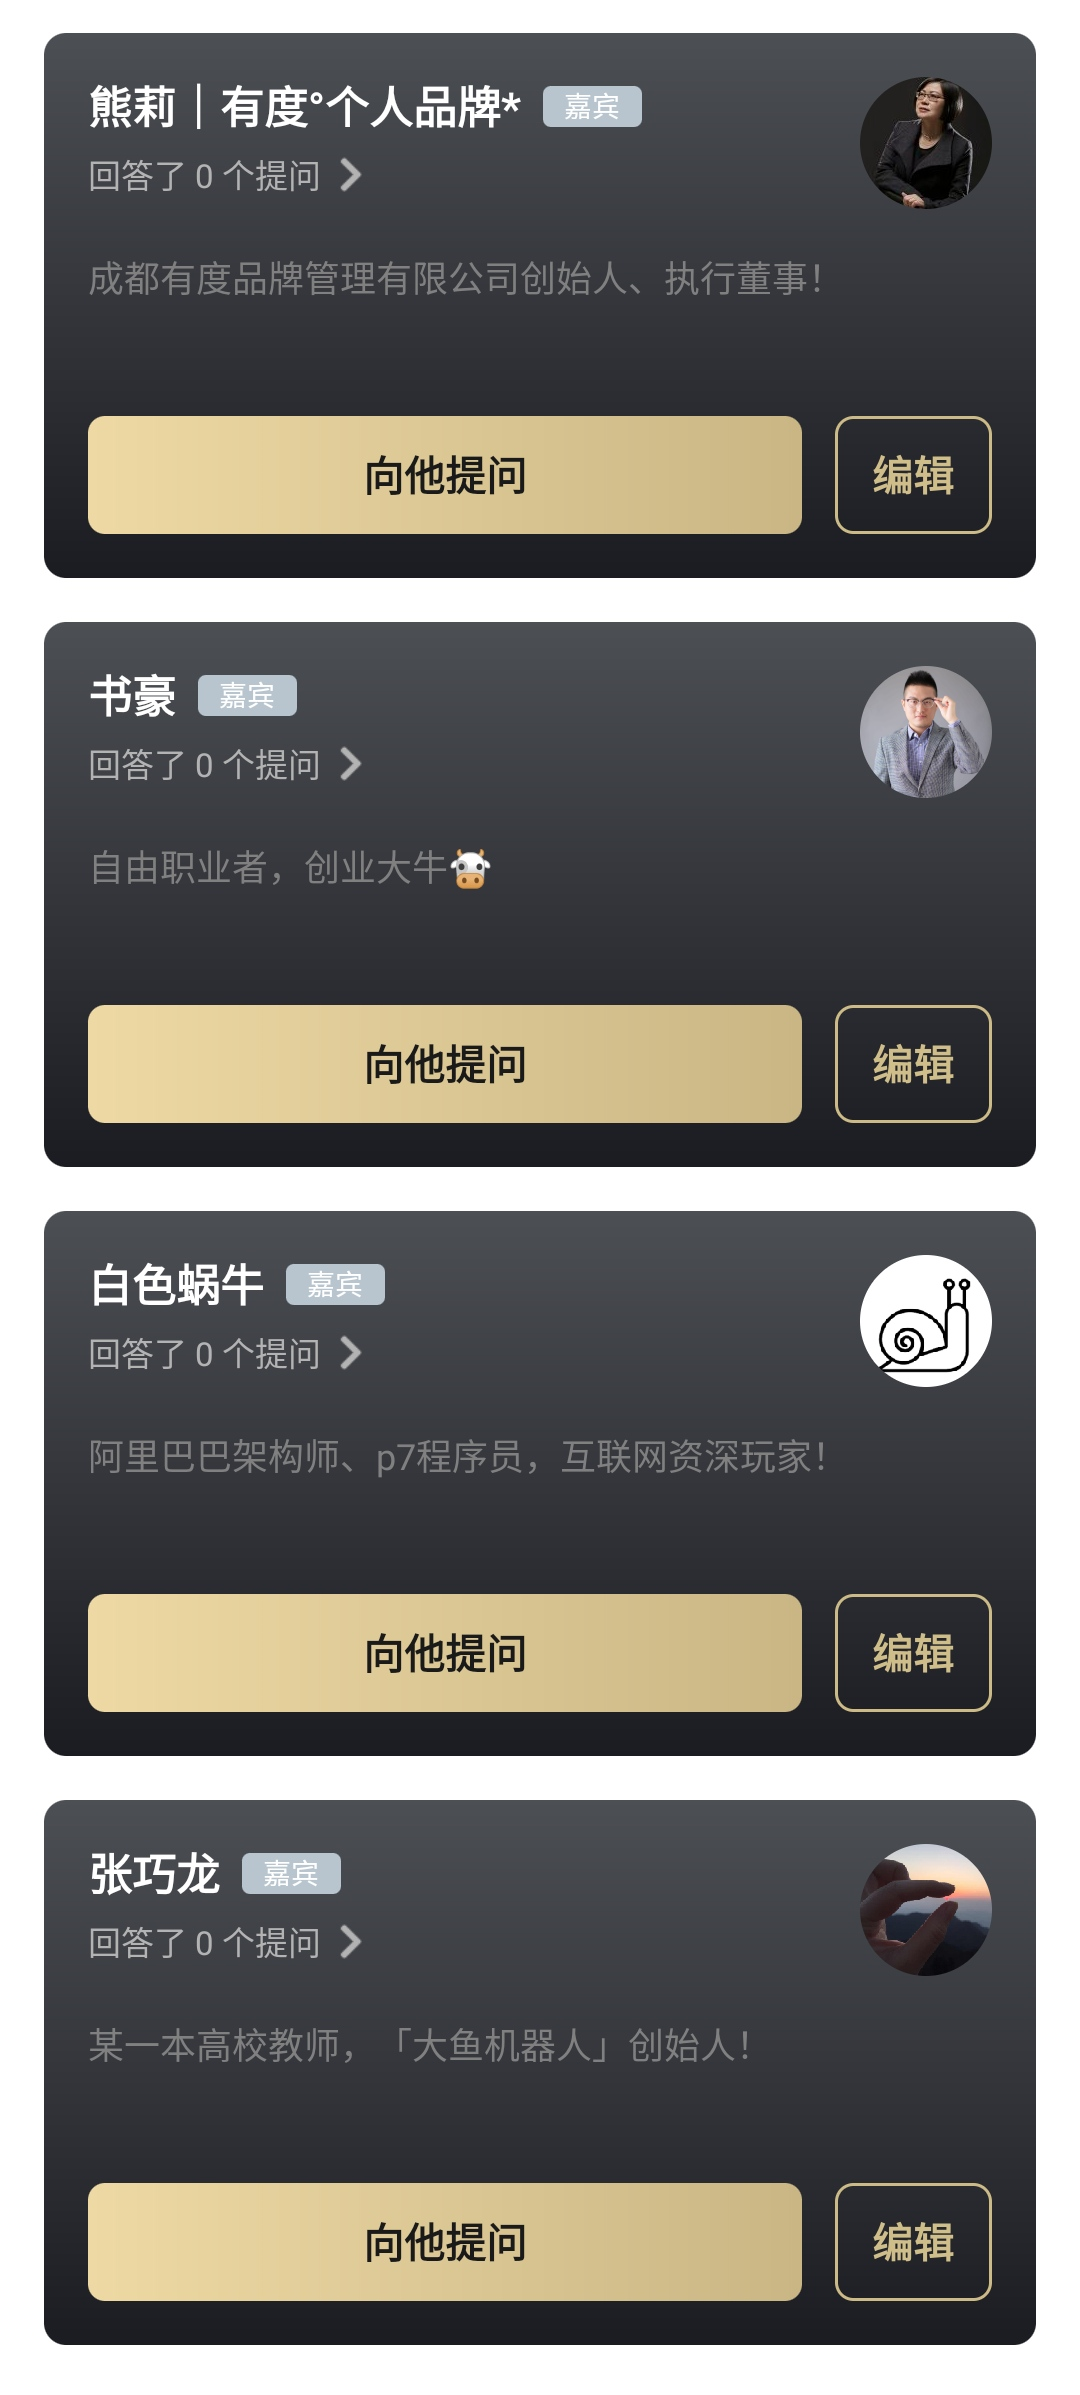 熊莉｜有度°个人品牌* 嘉宾
回答了 0 个提问
成都有度品牌管理有限公司创始人、执行董事！
向他提问 编辑
书豪 嘉宾
回答了 0 个提问
自由职业者，创业大牛🐮
向他提问 编辑
白色蜗牛 嘉宾
回答了 0 个提问
阿里巴巴架构师、p7程序员，互联网资深玩家！
向他提问 编辑
张巧龙 嘉宾
回答了 0 个提问
某一本高校教师，「大鱼机器人」创始人！
向他提问 编辑